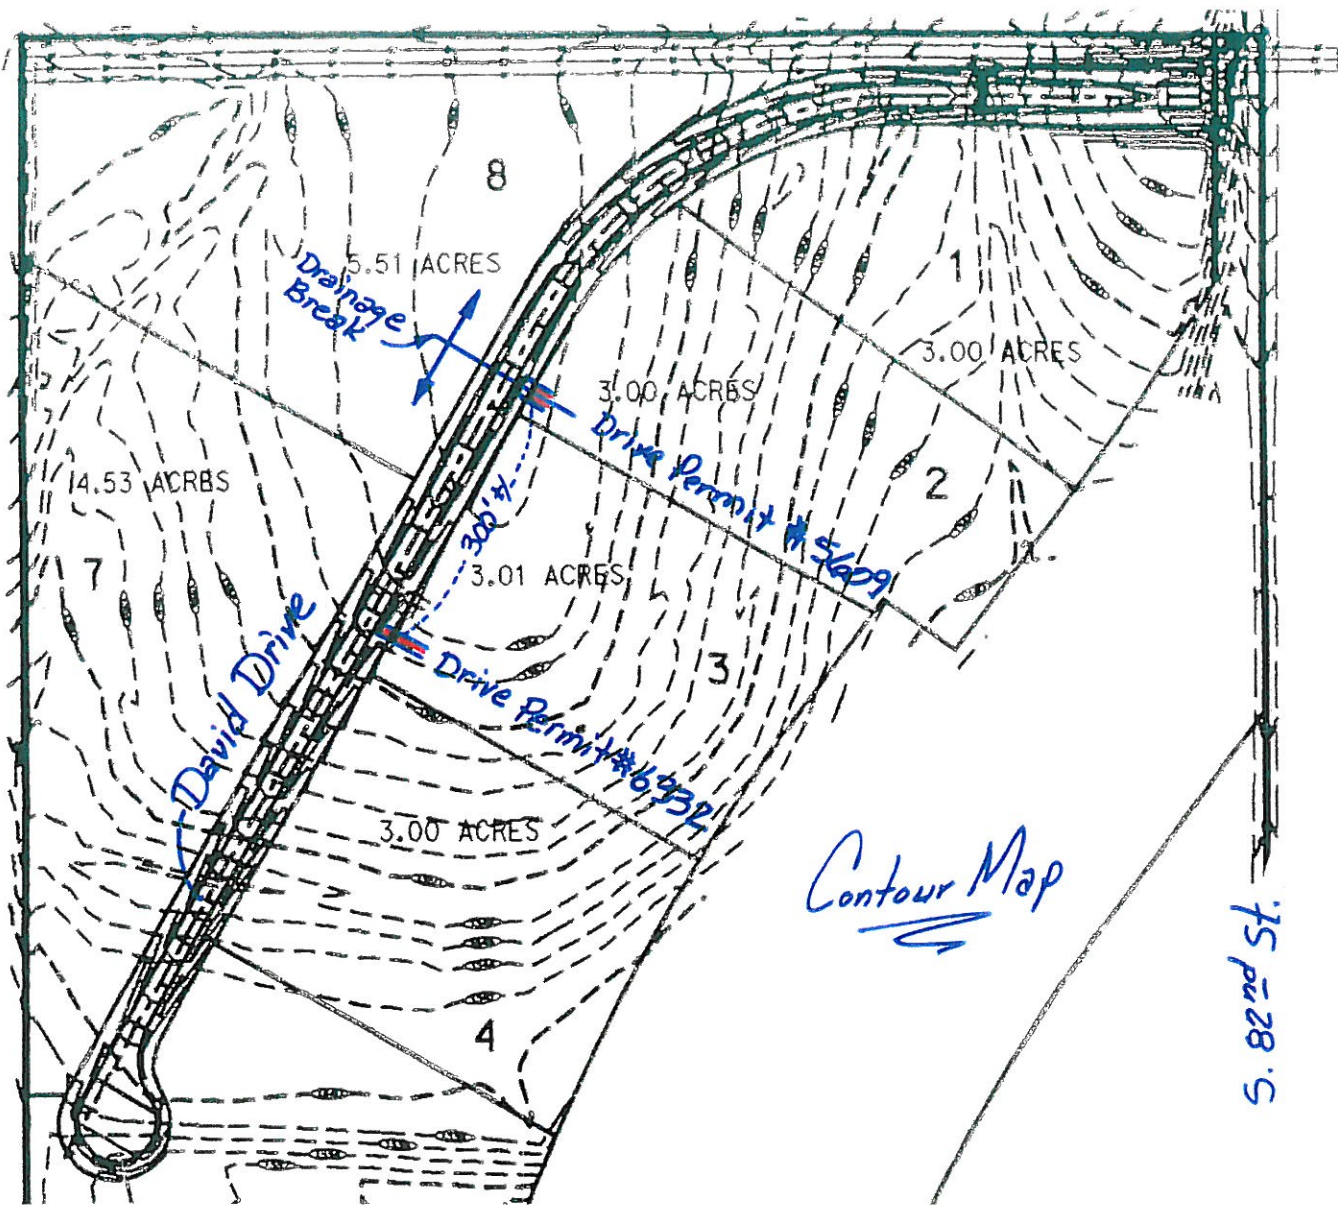 8
5.51 ACRES
Drainage
Break
1
3.00 ACRES
3.00 ACRES
Drive Permit # 5609
2
4.53 ACRES
300' +/-
7
3.01 ACRES
3
David Drive
Drive Permit #6932
3.00 ACRES
Contour Map
4
S. 82nd St.